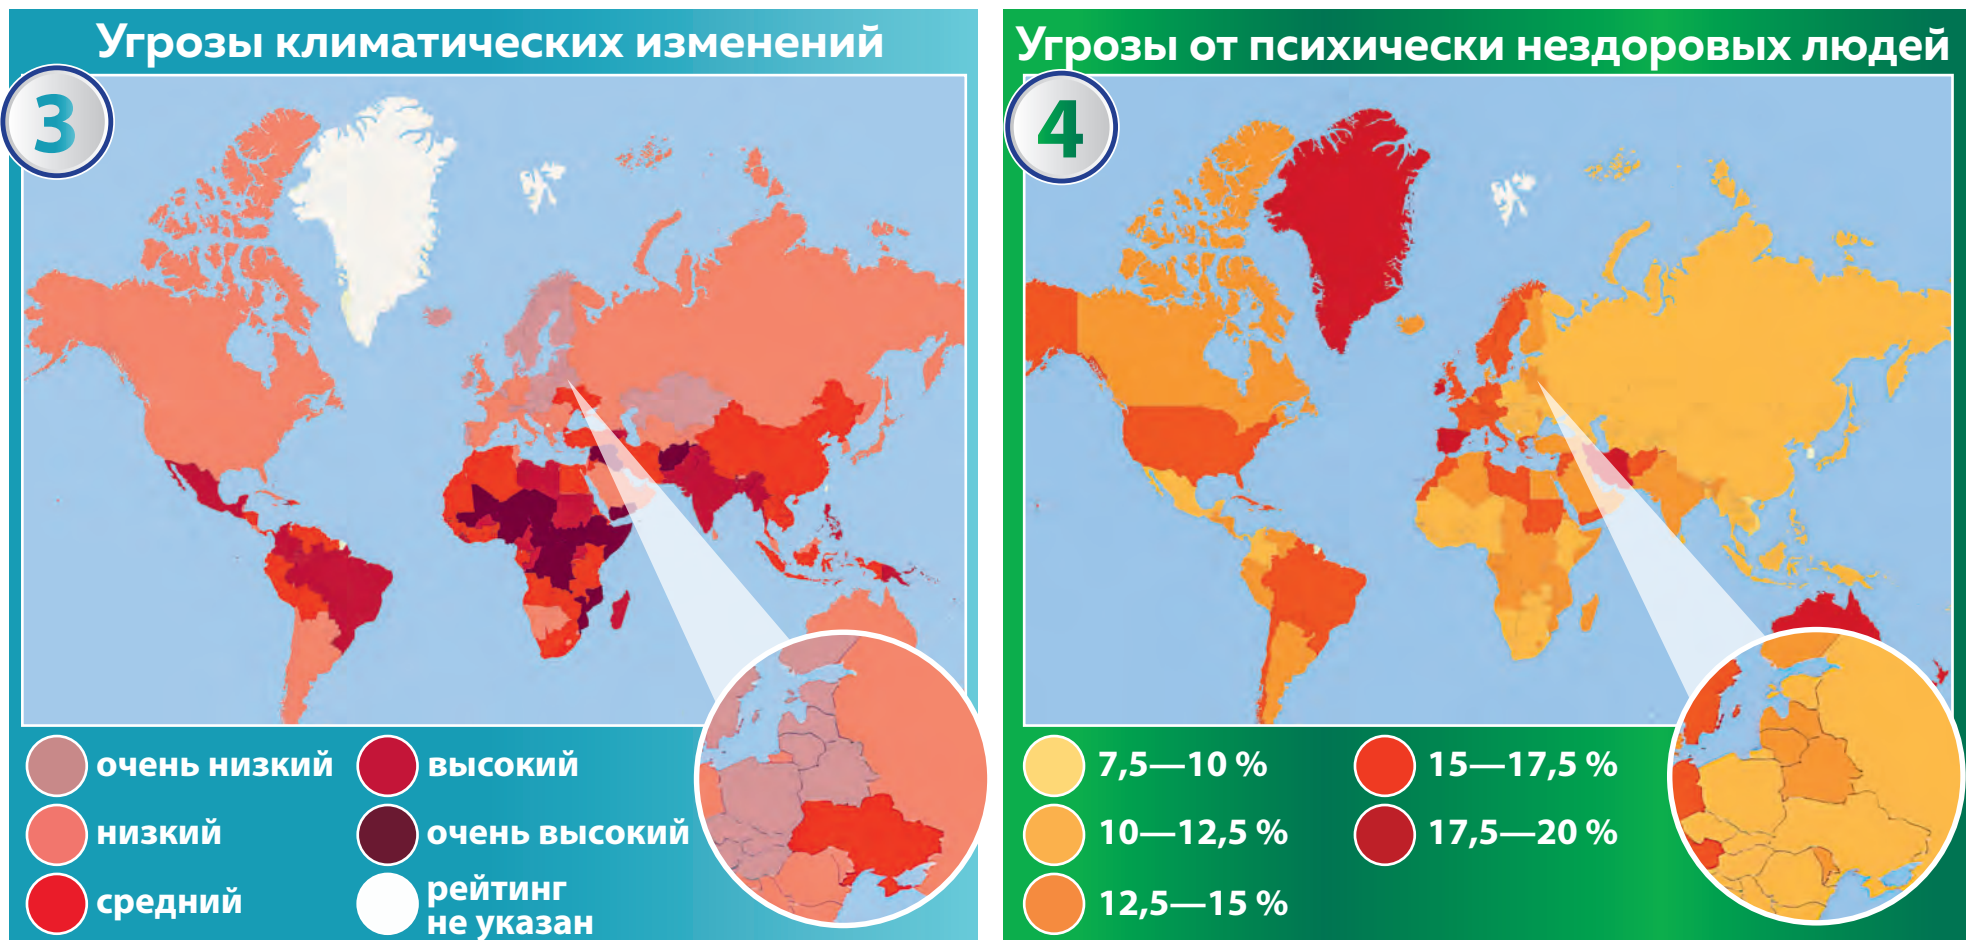 Угрозы климатических изменений
3
очень низкий
низкий
средний
высокий
очень высокий
рейтинг
не указан
Угрозы от психически нездоровых людей
4
7,5—10 %
10—12,5 %
12,5—15 %
15—17,5 %
17,5—20 %